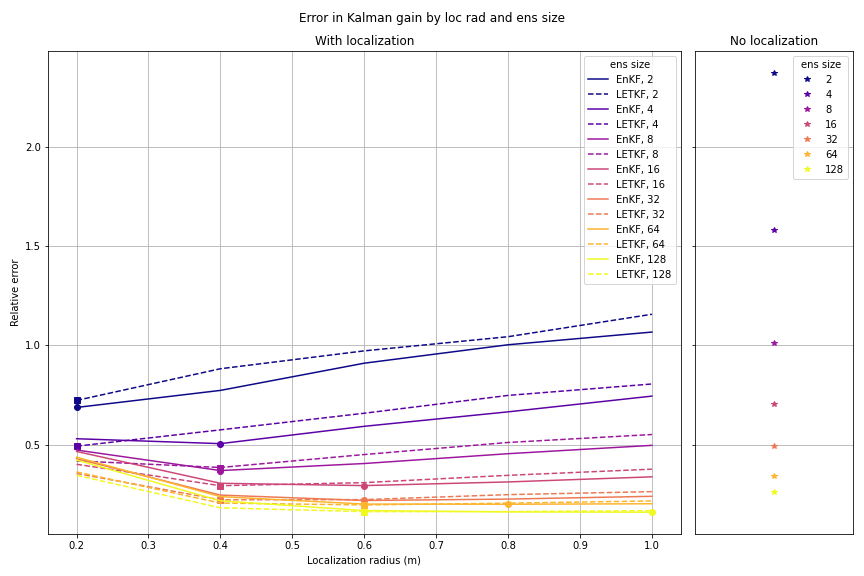 Error in Kalman gain by loc rad and ens size
With localization
No localization
ens size
EnKF, 2
LETKF, 2
EnKF, 4
LETKF, 4
EnKF, 8
LETKF, 8
EnKF, 16
LETKF, 16
EnKF, 32
LETKF, 32
EnKF, 64
LETKF, 64
EnKF, 128
LETKF, 128
ens size
2
4
8
16
32
64
128
Relative error
2.0
1.5
1.0
0.5
0.2
0.3
0.4
0.5
0.6
0.7
0.8
0.9
1.0
Localization radius (m)